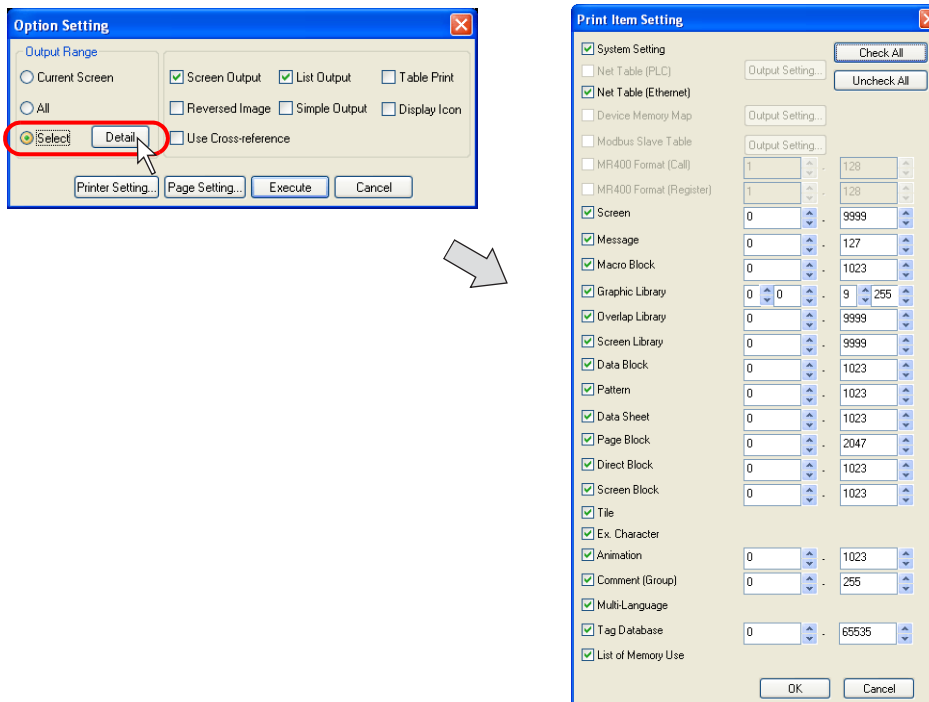 Option Setting
Output Range
Current Screen
All
Select Detail
Screen Output List Output Table Print
Reversed Image Simple Output Display Icon
Use Cross-reference
Printer Setting... Page Setting... Execute Cancel
Print Item Setting
System Setting Check All
Net Table (PLC) Output Setting... Uncheck All
Net Table (Ethernet)
Device Memory Map Output Setting...
Modbus Slave Table Output Setting...
MR400 Format (Call) 1 - 128
MR400 Format (Register) 1 - 128
Screen 0 - 9999
Message 0 - 127
Macro Block 0 - 1023
Graphic Library 0 0 - 9 255
Overlap Library 0 - 9999
Screen Library 0 - 9999
Data Block 0 - 1023
Pattern 0 - 1023
Data Sheet 0 - 1023
Page Block 0 - 2047
Direct Block 0 - 1023
Screen Block 0 - 1023
Tile
Ex. Character
Animation 0 - 1023
Comment (Group) 0 - 255
Multi-Language
Tag Database 0 - 65535
List of Memory Use
OK Cancel